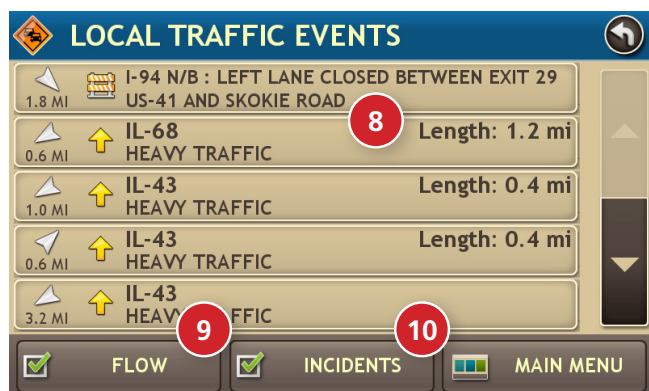 LOCAL TRAFFIC EVENTS
1.8 MI
I-94 N/B : LEFT LANE CLOSED BETWEEN EXIT 29
US-41 AND SKOKIE ROAD
8
0.6 MI
IL-68
Length: 1.2 mi
HEAVY TRAFFIC
1.0 MI
IL-43
Length: 0.4 mi
HEAVY TRAFFIC
0.6 MI
IL-43
Length: 0.4 mi
HEAVY TRAFFIC
3.2 MI
IL-43
HEAVY TRAFFIC
9
10
FLOW
INCIDENTS
MAIN MENU